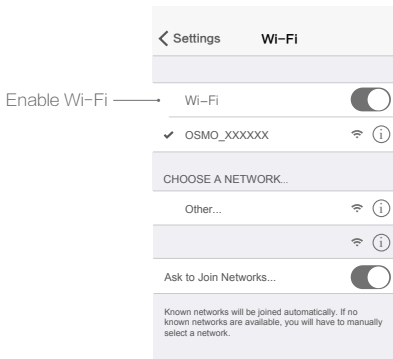 Settings Wi-Fi
Enable Wi-Fi
Wi-Fi
OSMO_XXXXXX
CHOOSE A NETWORK...
Other...
Ask to Join Networks...
Known networks will be joined automatically. If no
known networks are available, you will have to manually
select a network.